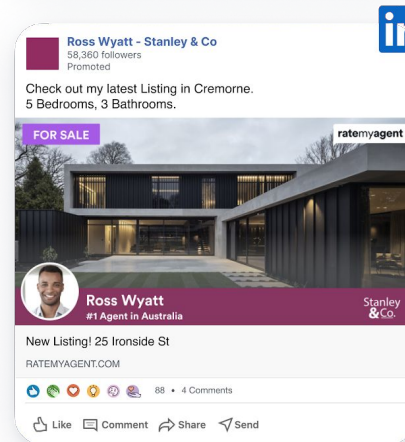 in
Ross Wyatt - Stanley & Co
58,360 followers
Promoted
Check out my latest Listing in Cremorne.
5 Bedrooms, 3 Bathrooms.
FOR SALE
ratemyagent
Ross Wyatt
#1 Agent in Australia
Stanley
&Co.
New Listing! 25 Ironside St
RATEMYAGENT.COM
88 • 4 Comments
Like Comment Share Send